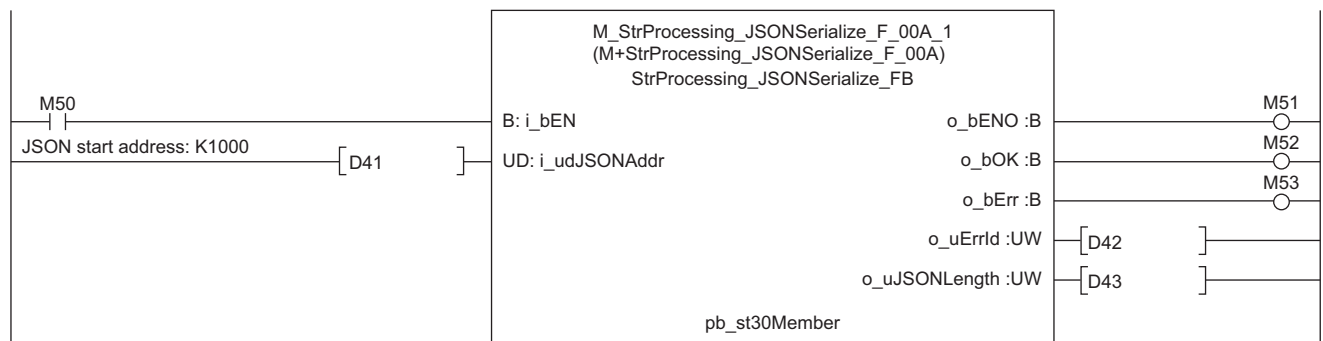 M_StrProcessing_JSONSerialize_F_00A_1
(M+StrProcessing_JSONSerialize_F_00A)
StrProcessing_JSONSerialize_FB
M50
B: i_bEN
o_bENO :B
M51
JSON start address: K1000
D41
UD: i_udJSONAddr
o_bOK :B
M52
o_bErr :B
M53
o_uErrId :UW
D42
o_uJSONLength :UW
D43
pb_st30Member